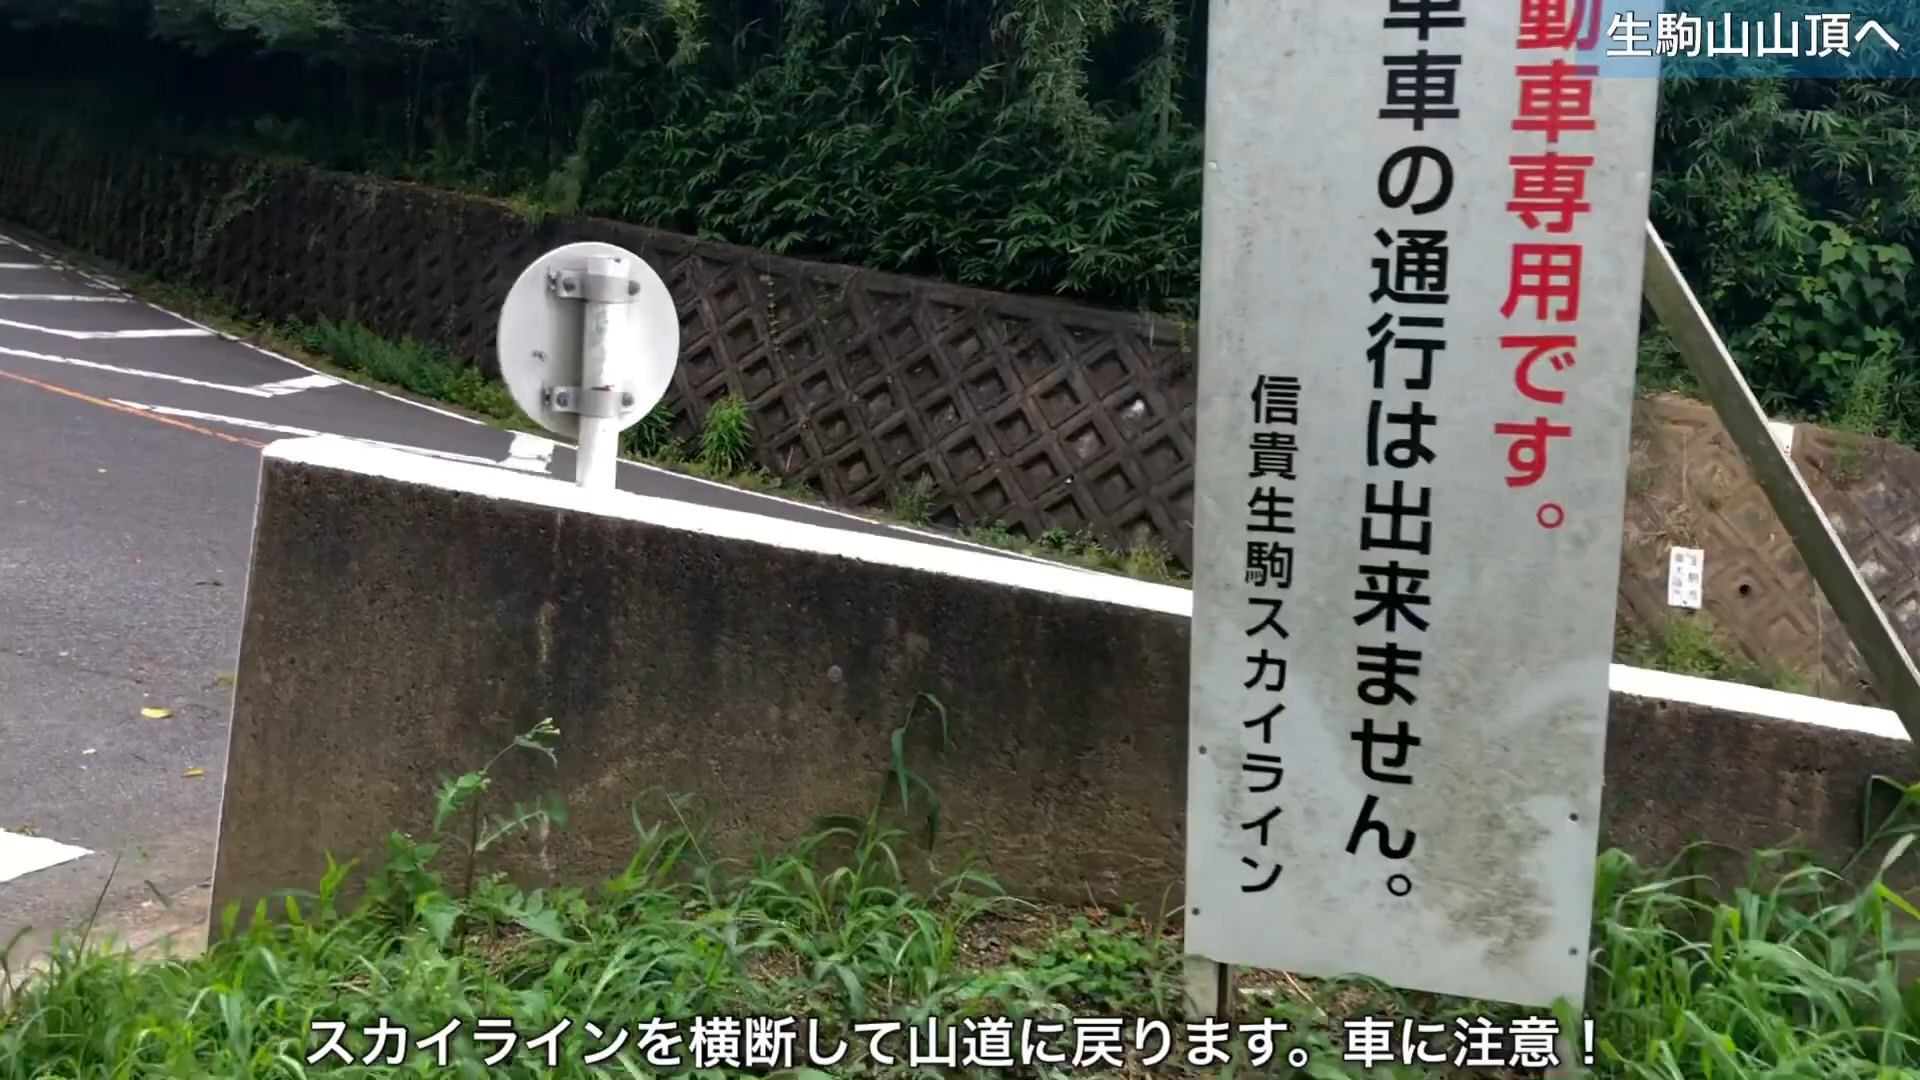 生駒山山頂へ
動車専用です。
車の通行は出来ません。
信貴生駒スカイライン
スカイラインを横断して山道に戻ります。車に注意！